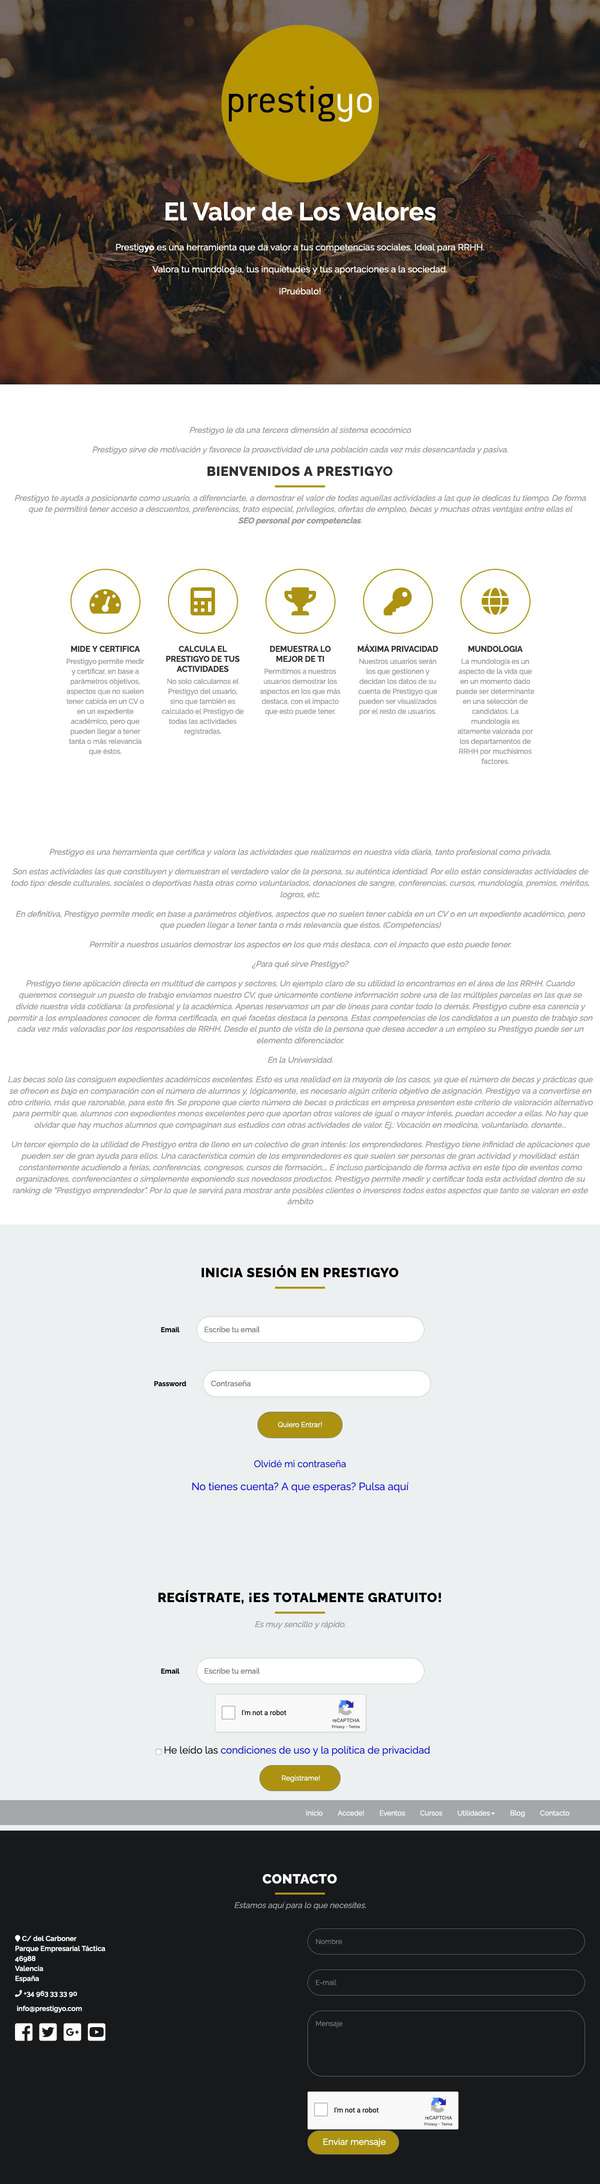 prestigyo
El Valor de Los Valores
Prestigyo es una herramienta que da valor a tus competencias sociales. Ideal para RRHH.
Valora tu mundología, tus inquietudes y tus aportaciones a la sociedad.
¡Pruébalo!
Prestigyo le da una tercera dimensión al sistema ecocómico
Prestigyo sirve de motivación y favorece la proavctividad de una población cada vez más desencantada y pasiva.
BIENVENIDOS A PRESTIGYO
Prestigyo te ayuda a posicionarte como usuario, a diferenciarte, a demostrar el valor de todas aquellas actividades a las que le dedicas tu tiempo. De forma
que te permitirá tener acceso a descuentos, preferencias, trato especial, privilegios, ofertas de empleo, becas y muchas otras ventajas entre ellas el
SEO personal por competencias.
MIDE Y CERTIFICA
Prestigyo permite medir
y certificar, en base a
parámetros objetivos,
aspectos que no suelen
tener cabida en un CV o
en un expediente
académico, pero que
pueden llegar a tener
tanta o más relevancia
que éstos.
CALCULA EL
PRESTIGYO DE TUS
ACTIVIDADES
No solo calculamos el
Prestigyo del usuario,
sino que también es
calculado el Prestigyo de
todas las actividades
registradas.
DEMUESTRA LO
MEJOR DE TI
Permitimos a nuestros
usuarios demostrar los
aspectos en los que más
destaca, con el impacto
que esto puede tener.
MÁXIMA PRIVACIDAD
Nuestros usuarios serán
los que gestionen y
decidan los datos de su
cuenta de Prestigyo que
pueden ser visualizados
por el resto de usuarios.
MUNDOLOGIA
La mundología es un
aspecto de la vida que
en un momento dado
puede ser determinante
en una selección de
candidatos. La
mundología es
altamente valorada por
los departamentos de
RRHH por muchísimos
factores.
Prestigyo es una herramienta que certifica y valora las actividades que realizamos en nuestra vida diaria, tanto profesional como privada.
Son estas actividades las que constituyen y demuestran el verdadero valor de la persona, su auténtica identidad. Por ello están consideradas actividades de
todo tipo: desde culturales, sociales o deportivas hasta otras como voluntariados, donaciones de sangre, conferencias, cursos, mundología, premios, méritos,
logros, etc.
En definitiva, Prestigyo permite medir, en base a parámetros objetivos, aspectos que no suelen tener cabida en un CV o en un expediente académico, pero
que pueden llegar a tener tanta o más relevancia que éstos. (Competencias)
Permitir a nuestros usuarios demostrar los aspectos en los que más destaca, con el impacto que esto puede tener.
¿Para qué sirve Prestigyo?
Prestigyo tiene aplicación directa en multitud de campos y sectores. Un ejemplo claro de su utilidad lo encontramos en el área de los RRHH. Cuando
queremos conseguir un puesto de trabajo enviamos nuestro CV, que únicamente contiene información sobre una de las múltiples parcelas en las que se
divide nuestra vida cotidiana: la profesional y la académica. Apenas reservamos un par de líneas para contar todo lo demás. Prestigyo cubre esa carencia y
permitir a los empleadores conocer, de forma certificada, en qué facetas destaca la persona. Estas competencias de los candidatos a un puesto de trabajo son
cada vez más valoradas por los responsables de RRHH. Desde el punto de vista de la persona que desea acceder a un empleo su Prestigyo puede ser un
elemento diferenciador.
En la Universidad.
Las becas solo las consiguen expedientes académicos excelentes. Esto es una realidad en la mayoría de los casos, ya que el número de becas y prácticas que
se ofrecen es bajo en comparación con el número de alumnos y, lógicamente, es necesario algún criterio objetivo de asignación. Prestigyo va a convertirse en
otro criterio, más que razonable, para este fin. Se propone que cierto número de becas o prácticas en empresa presenten este criterio de valoración alternativo
para permitir que, alumnos con expedientes menos excelentes pero que aportan otros valores de igual o mayor interés, puedan acceder a ellas. No hay que
olvidar que hay muchos alumnos que compaginan sus estudios con otras actividades de valor. Ej.: Vocación en medicina, voluntariado, donante...
Un tercer ejemplo de la utilidad de Prestigyo entra de lleno en un colectivo de gran interés: los emprendedores. Prestigyo tiene infinidad de aplicaciones que
pueden ser de gran ayuda para ellos. Una característica común de los emprendedores es que suelen ser personas de gran actividad y movilidad: están
constantemente acudiendo a ferias, conferencias, congresos, cursos de formación,... E incluso participando de forma activa en este tipo de eventos como
organizadores, conferenciantes o simplemente exponiendo sus novedosos productos. Prestigyo permite medir y certificar toda esta actividad dentro de su
ranking de "Prestigyo emprendedor". Por lo que le servirá para mostrar ante posibles clientes o inversores todos estos aspectos que tanto se valoran en este
ámbito
INICIA SESIÓN EN PRESTIGYO
Email
Escribe tu email
Password
Contraseña
Quiero Entrar!
Olvidé mi contraseña
No tienes cuenta? A que esperas? Pulsa aquí
REGÍSTRATE, ¡ES TOTALMENTE GRATUITO!
Es muy sencillo y rápido.
Email
Escribe tu email
I'm not a robot
reCAPTCHA
Privacy - Terms
He leido las condiciones de uso y la política de privacidad
Registrame!
Inicio Accede! Eventos Cursos Utilidades Blog Contacto
CONTACTO
Estamos aquí para lo que necesites.
C/ del Carboner
Parque Empresarial Táctica
46988
Valencia
España
+34 963 33 33 90
info@prestigyo.com
Nombre
E-mail
Mensaje
I'm not a robot
reCAPTCHA
Privacy - Terms
Enviar mensaje